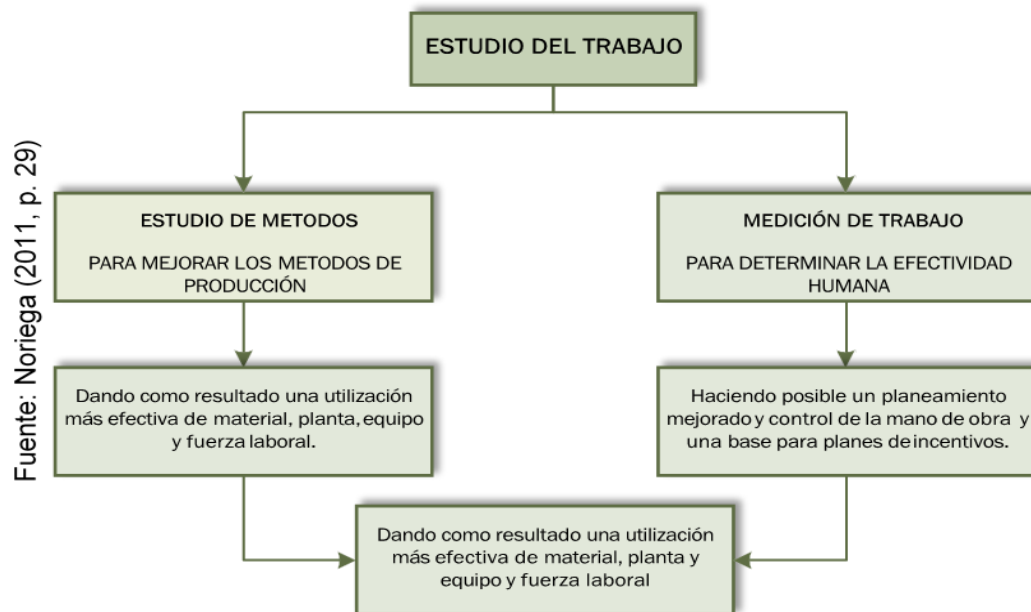 ESTUDIO DEL TRABAJO
Fuente: Noriega (2011, p. 29)
ESTUDIO DE METODOS
PARA MEJORAR LOS METODOS DE
PRODUCCIÓN
MEDICIÓN DE TRABAJO
PARA DETERMINAR LA EFECTIVIDAD
HUMANA
Dando como resultado una utilización
más efectiva de material, planta, equipo
y fuerza laboral.
Haciendo posible un planeamiento
mejorado y control de la mano de obra y
una base para planes de incentivos.
Dando como resultado una utilización
más efectiva de material, planta y
equipo y fuerza laboral